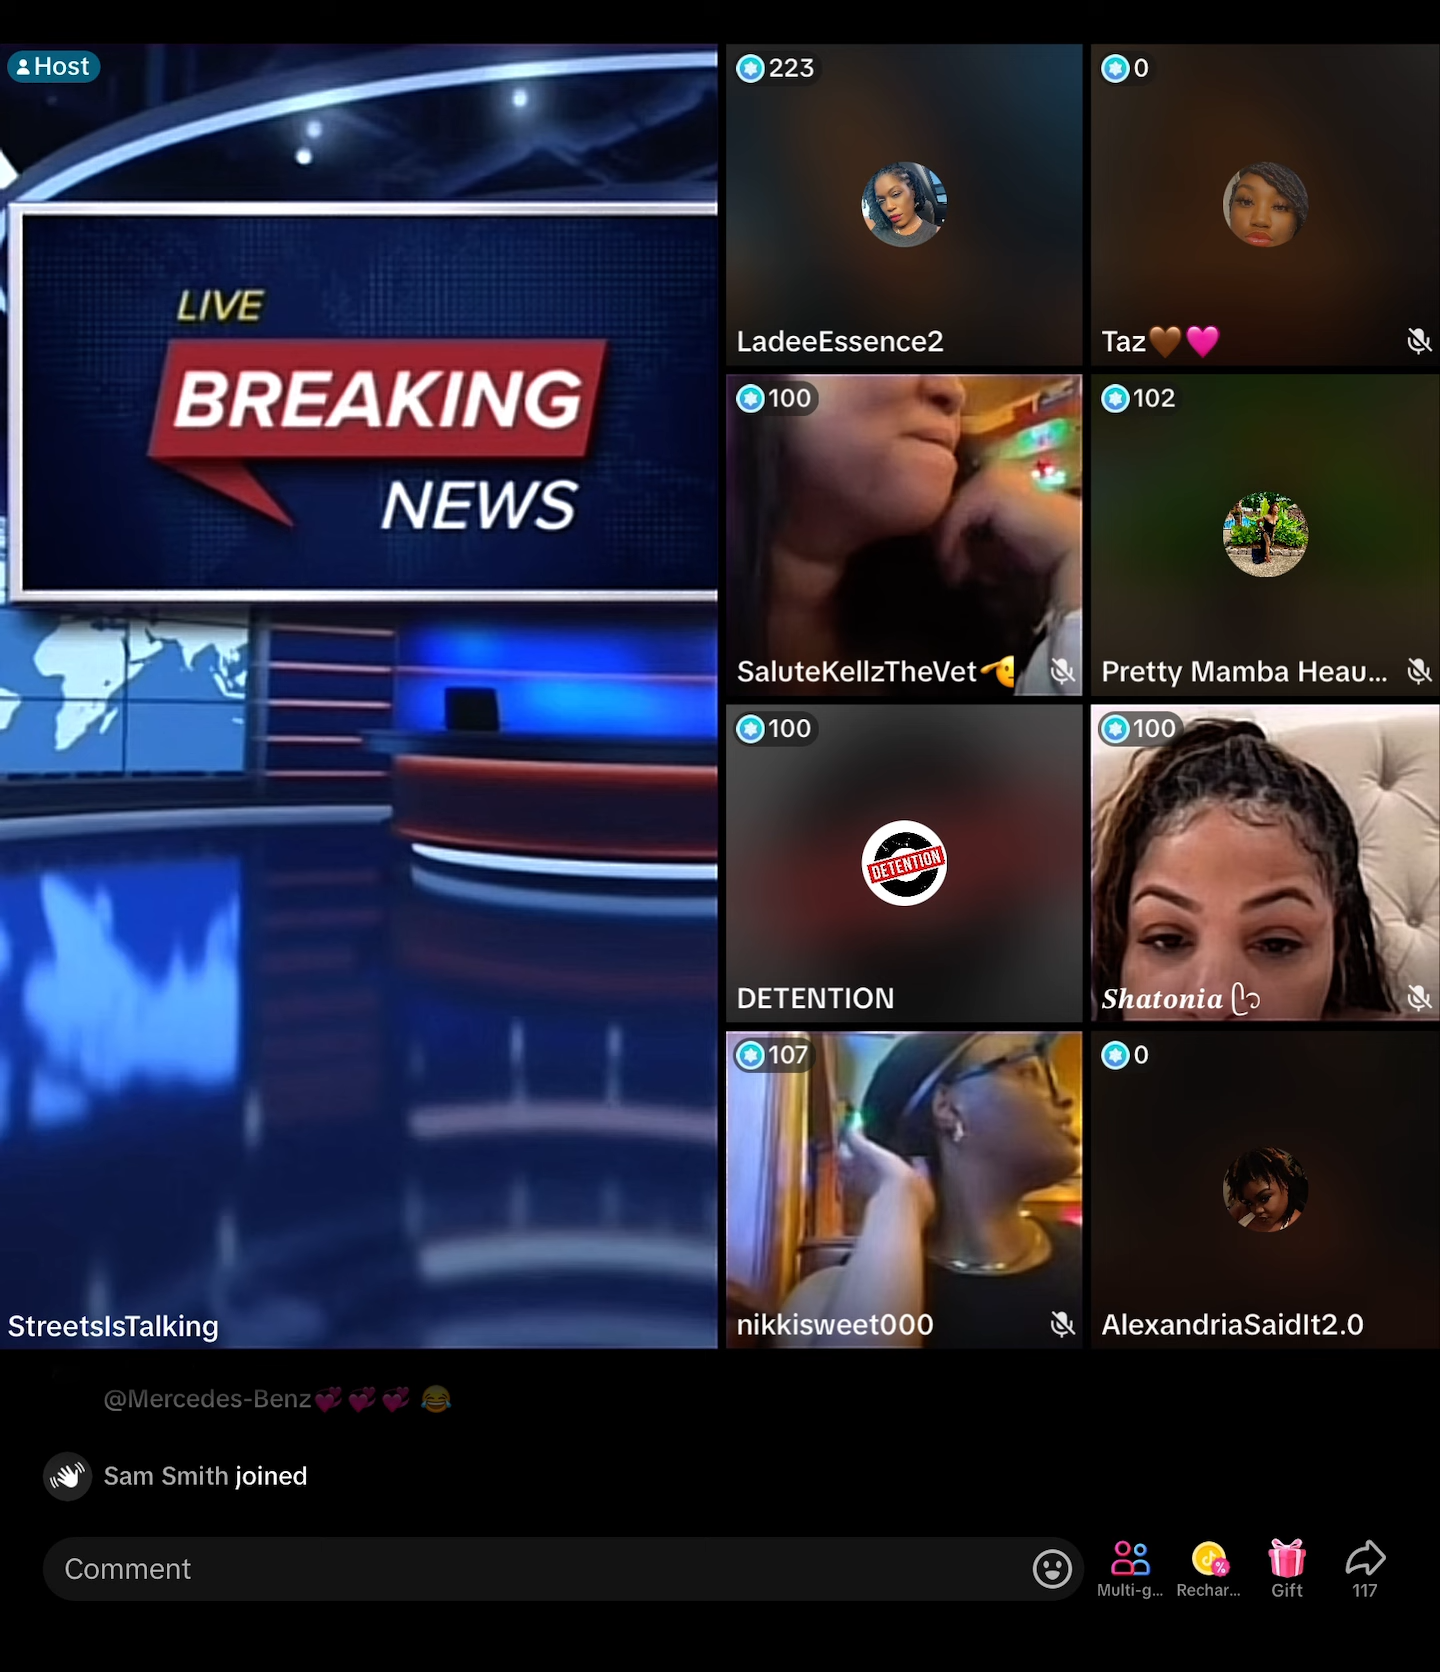 Host
LIVE
BREAKING
NEWS
StreetsIsTalking
223
LadeeEssence2
0
Taz🤎🩷
100
SaluteKellzTheVet
102
Pretty Mamba Heau...
100
DETENTION
DETENTION
100
Shatonia
107
nikkisweet000
0
AlexandriaSaidIt2.0
@Mercedes-Benz💞💞💞 😂
Sam Smith joined
Comment
Multi-g...
Rechar...
Gift
117